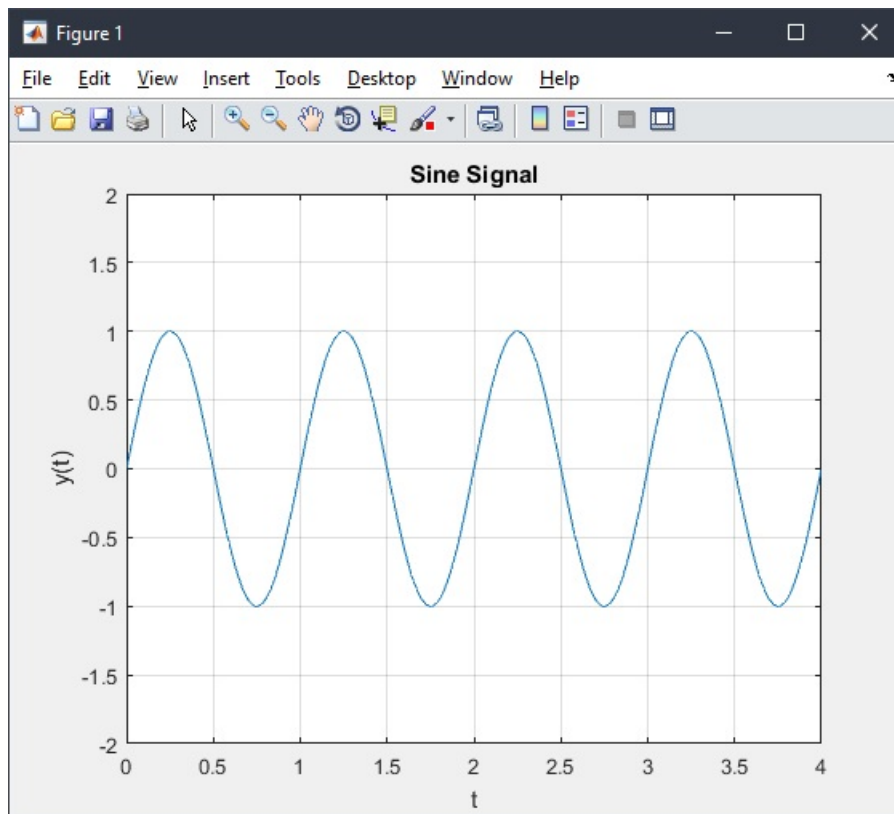 Figure 1
File Edit View Insert Tools Desktop Window Help
Sine Signal
2
1.5
1
0.5
0
-0.5
-1
-1.5
-2
y(t)
0 0.5 1 1.5 2 2.5 3 3.5 4
t